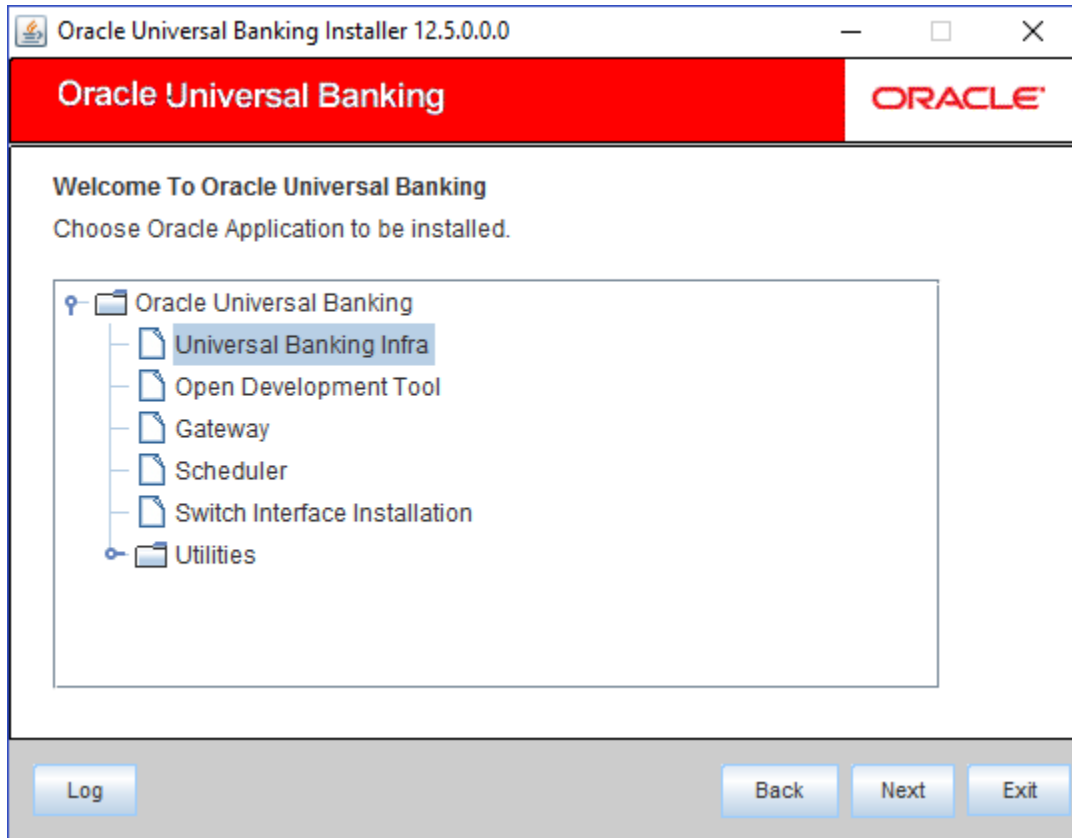 Oracle Universal Banking Installer 12.5.0.0.0
Oracle Universal Banking
ORACLE
Welcome To Oracle Universal Banking
Choose Oracle Application to be installed.
Oracle Universal Banking
Universal Banking Infra
Open Development Tool
Gateway
Scheduler
Switch Interface Installation
Utilities
Log
Back
Next
Exit